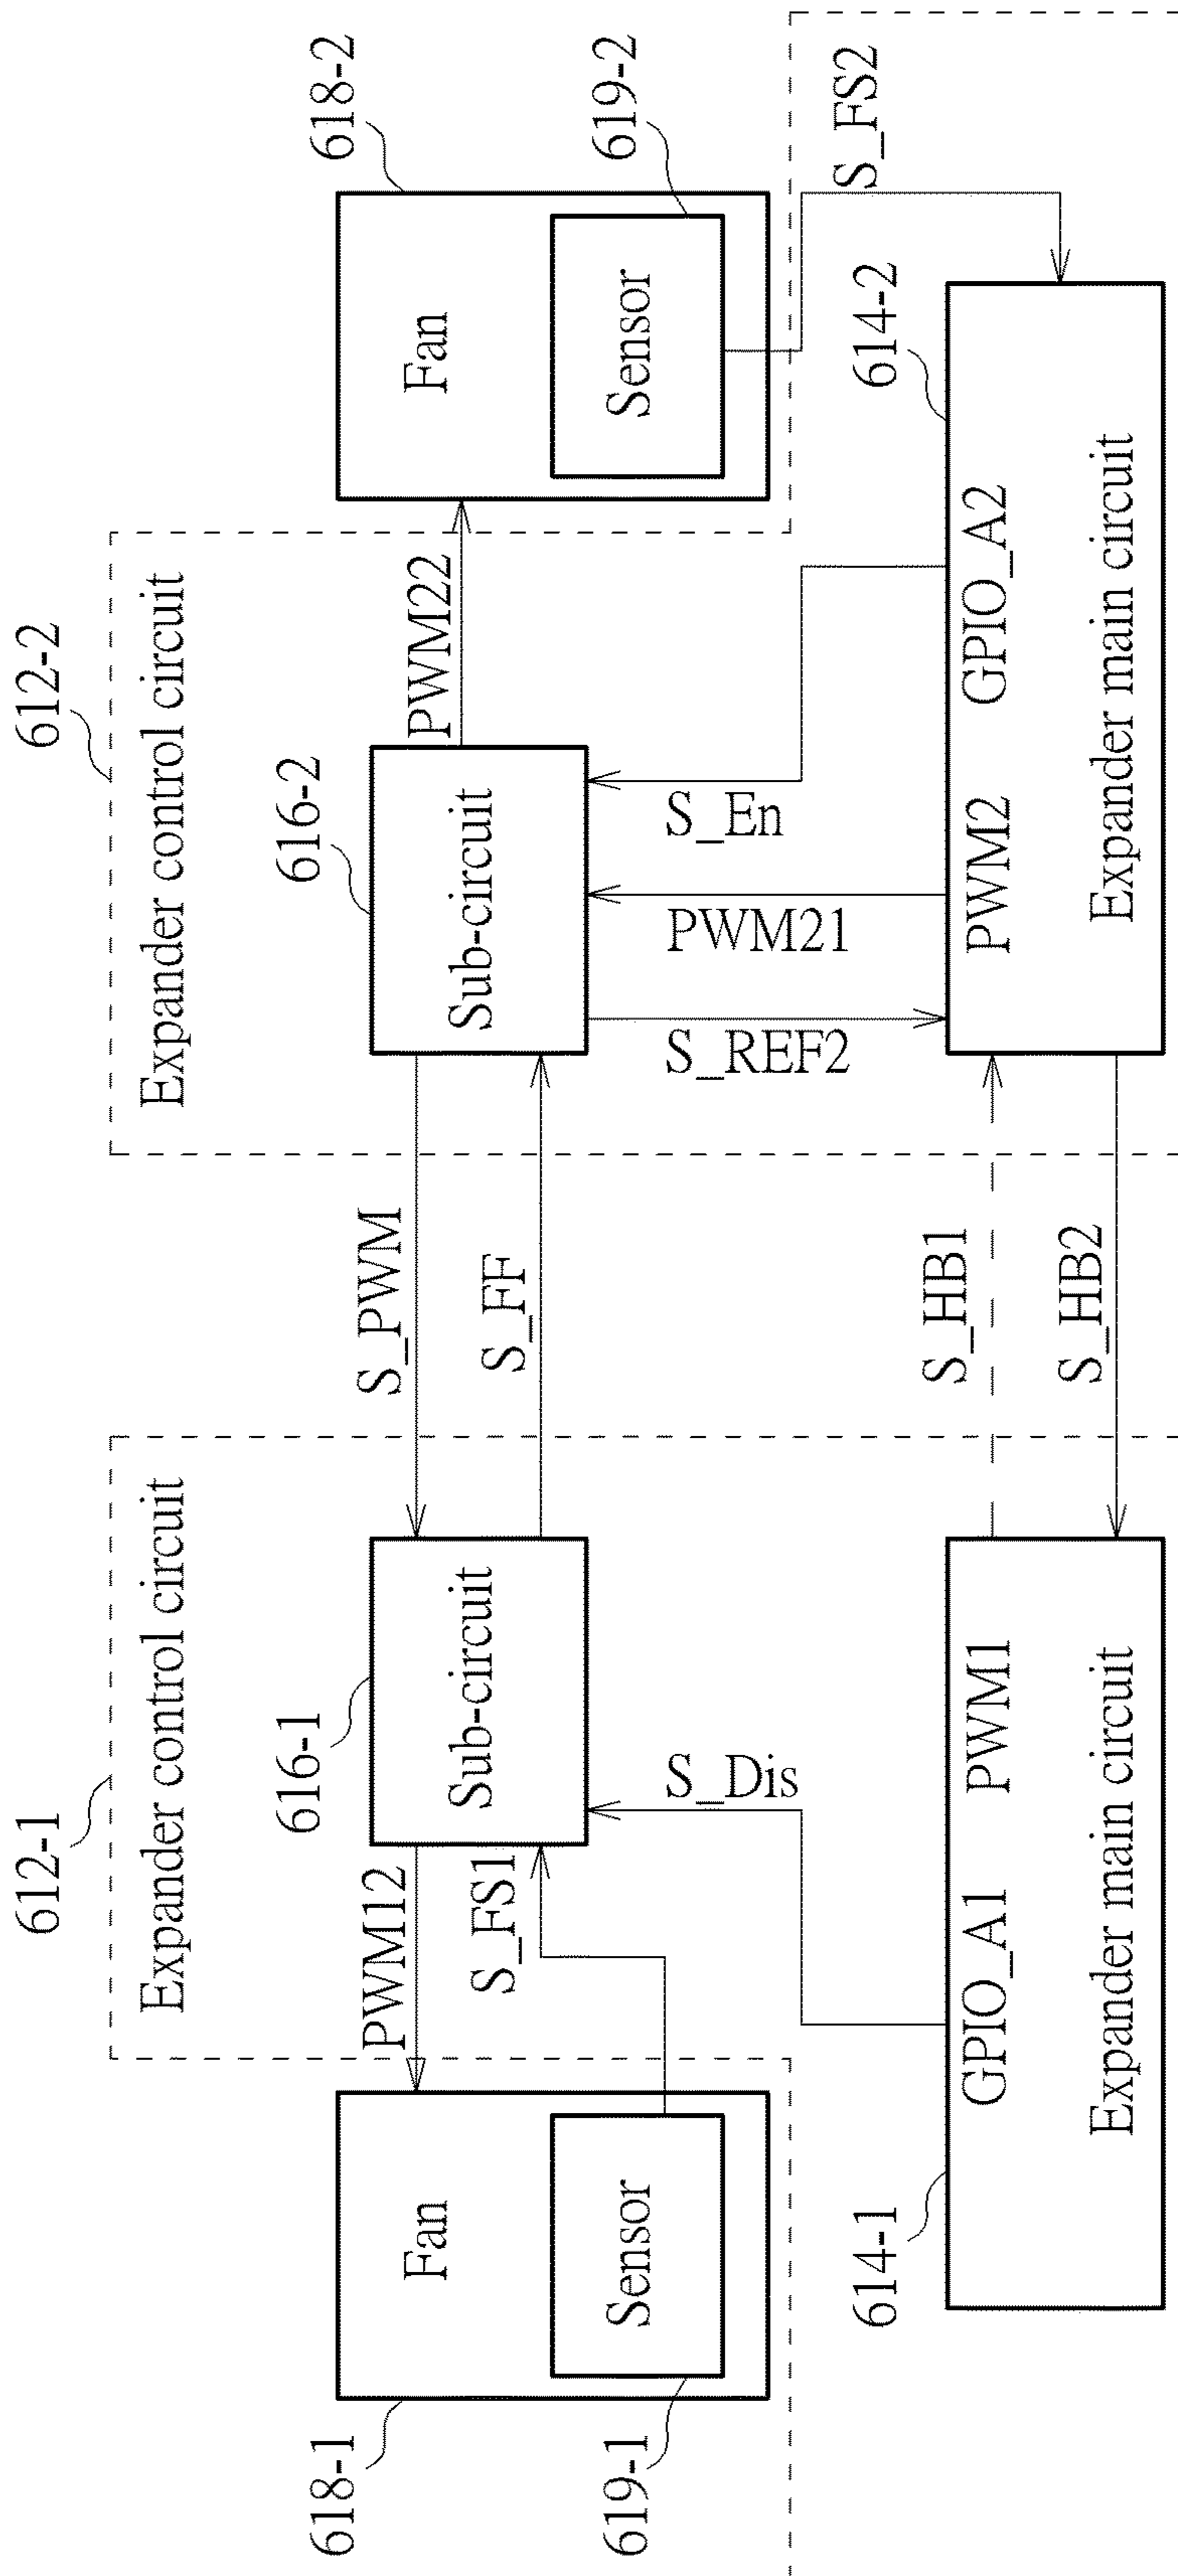 612-1
612-2
Expander control circuit
Expander control circuit
618-1
616-1
616-2
618-2
Fan
PWM12
Sub-circuit
S_PWM
Sub-circuit
PWM22
Fan
S_FS1
S_FF
619-1
Sensor
Sensor
619-2
S_Dis
S_REF2
PWM21
S_En
S_FS2
614-1
614-2
S_HB1
GPIO_A1
PWM1
PWM2
GPIO_A2
S_HB2
Expander main circuit
Expander main circuit